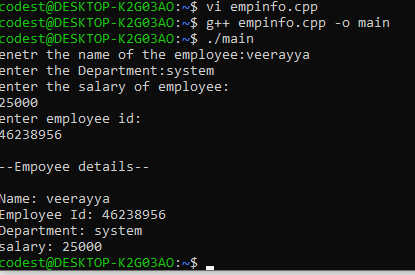 codest@DESKTOP-K2G03AO:~$ vi empinfo.cpp
codest@DESKTOP-K2G03AO:~$ g++ empinfo.cpp -o main
codest@DESKTOP-K2G03AO:~$ ./main
enetr the name of the employee:veerayya
enter the Department:system
enter the salary of employee:
25000
enter employee id:
46238956
--Empoyee details--
Name: veerayya
Employee Id: 46238956
Department: system
salary: 25000
codest@DESKTOP-K2G03AO:~$